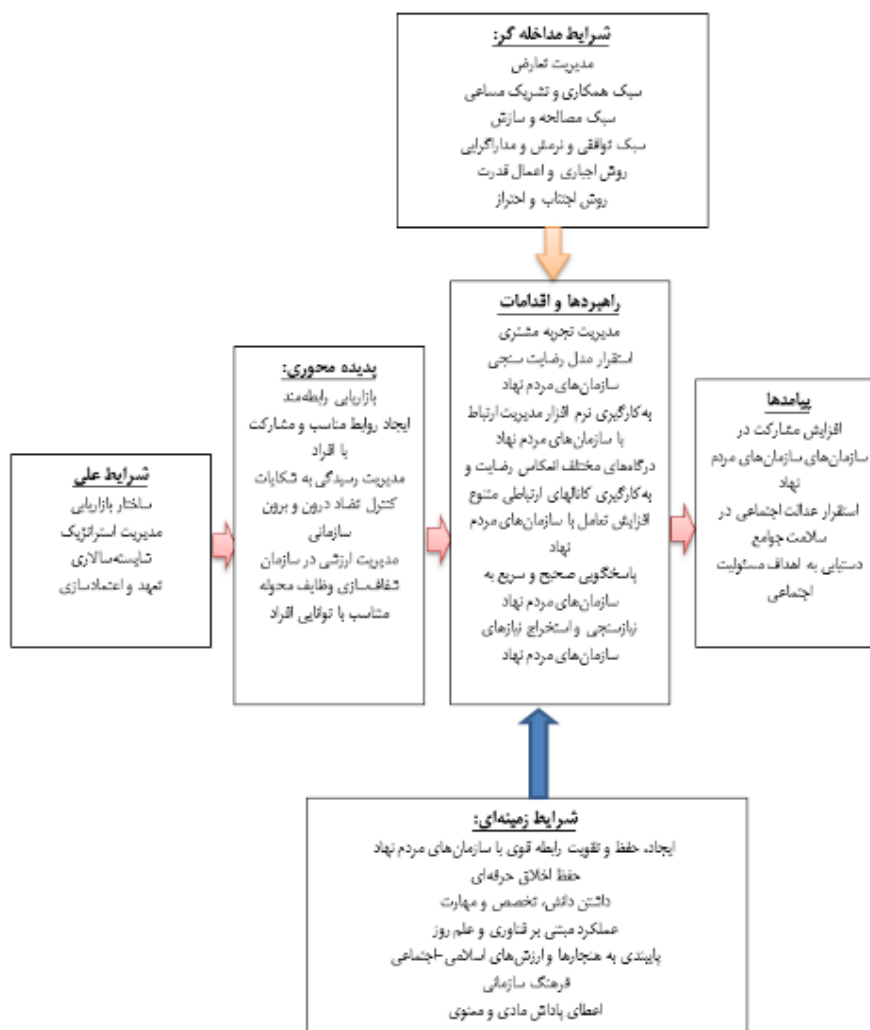 شرایط مداخله گر:
مدیریت تعارض
سبک همکاری و تشریک مساعی
سبک مصالحه و سازش
سبک توافقی و نرمش و مداراگرایی
روش اجباری و اعمال قدرت
روش اجتناب و احتراز
راهبردها و اقدامات
مدیریت تجربه مشتری
استقرار مدل رضایت سنجی
سازمان‌های مردم نهاد
به‌کارگیری نرم افزار مدیریت ارتباط
با سازمان‌های مردم نهاد
درگاه‌های مختلف انعکاس رضایت و
به‌کارگیری کانالهای ارتباطی متنوع
افزایش تعامل با سازمان‌های مردم
نهاد
پاسخگویی صحیح و سریع به
سازمان‌های مردم نهاد
نیازسنجی و استخراج نیازهای
سازمان‌های مردم نهاد
پدیده محوری:
بازاریابی رابطه‌مند
ایجاد روابط مناسب و مشارکت
با افراد
مدیریت رسیدگی به شکایات
کنترل تضاد درون و برون
سازمانی
مدیریت ارزشی در سازمان
شفاف‌سازی وظایف محوله
متناسب با توانایی افراد
شرایط علی
ساختار بازاریابی
مدیریت استراتژیک
شایسته‌سالاری
تعهد و اعتمادسازی
پیامدها
افزایش مشارکت در
سازمان‌های سازمان‌های مردم
نهاد
استقرار عدالت اجتماعی در
سلامت جوامع
دستیابی به اهداف مسئولیت
اجتماعی
شرایط زمینه‌ای:
ایجاد، حفظ و تقویت رابطه قوی با سازمان‌های مردم نهاد
حفظ اخلاق حرفه‌ای
داشتن دانش، تخصص و مهارت
عملکرد مبتنی بر فناوری و علم روز
پایبندی به هنجارها و ارزش‌های اسلامی-اجتماعی
فرهنگ سازمانی
اعطای پاداش مادی و معنوی